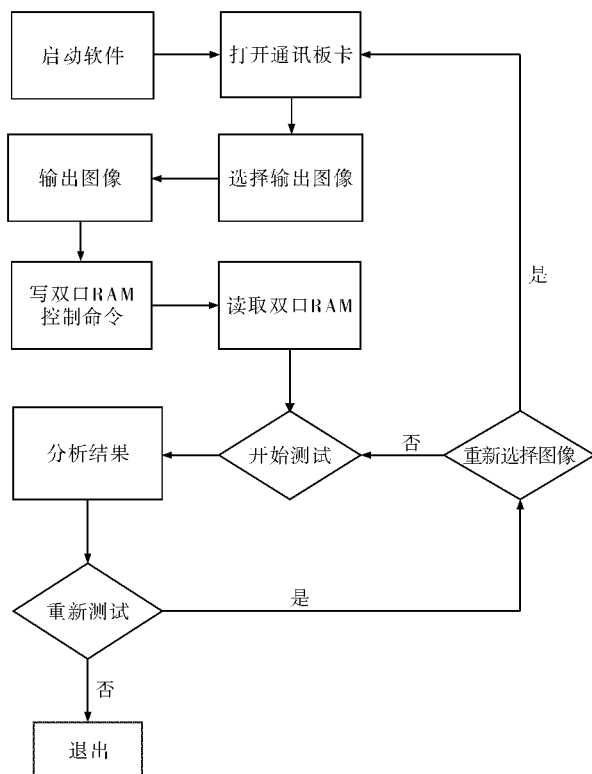 启动软件
打开通讯板卡
输出图像
选择输出图像
写双口RAM
控制命令
读取双口RAM
是
分析结果
开始测试
否
重新选择图像
重新测试
是
否
退出